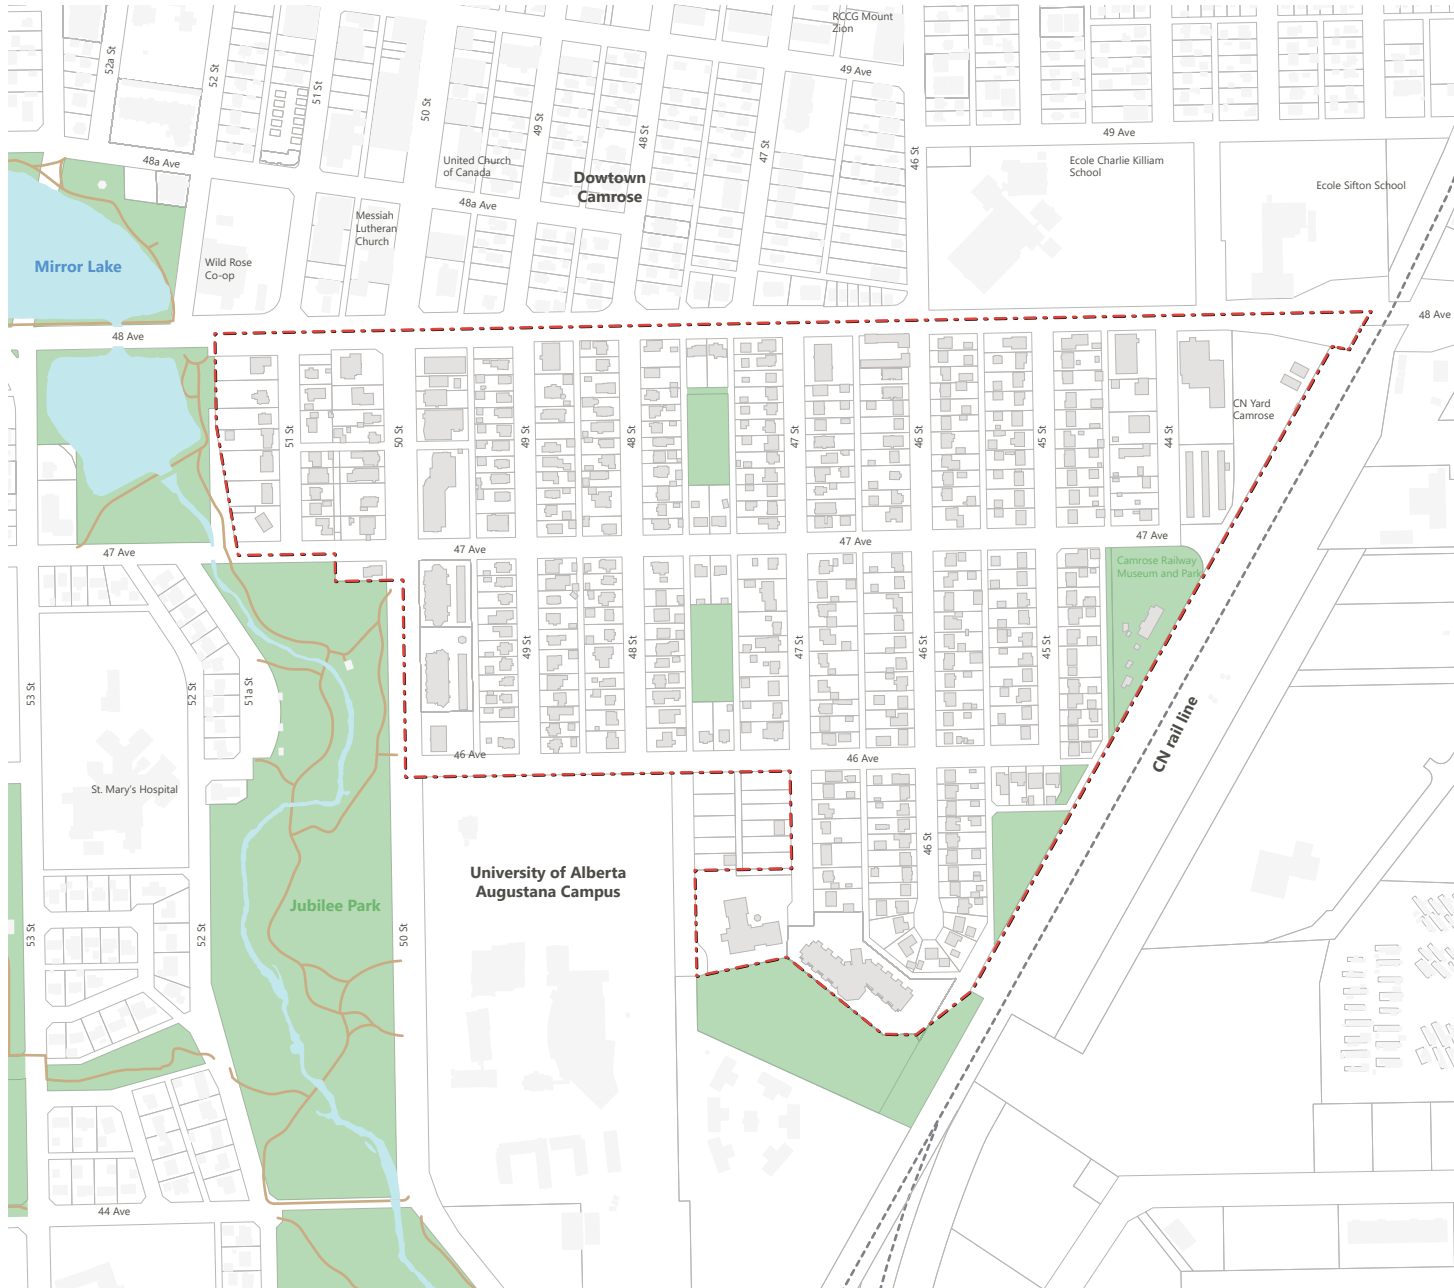 RCCG Mount
Zion
52a St
52 St
51 St
50 St
49 St
48 St
47 St
49 Ave
46 St
49 Ave
48a Ave
United Church
of Canada
Dowtown
Camrose
Ecole Charlie Killiam
School
Ecole Sifton School
48a Ave
Messiah
Lutheran
Church
Mirror Lake
Wild Rose
Co-op
48 Ave
48 Ave
51 St
50 St
49 St
48 St
47 St
46 St
45 St
44 St
CN Yard
Camrose
47 Ave
47 Ave
47 Ave
47 Ave
Camrose Railway
Museum and Park
53 St
52 St
51a St
49 St
48 St
47 St
46 St
45 St
CN rail line
46 Ave
46 Ave
St. Mary's Hospital
46 St
University of Alberta
Augustana Campus
Jubilee Park
53 St
52 St
50 St
44 Ave